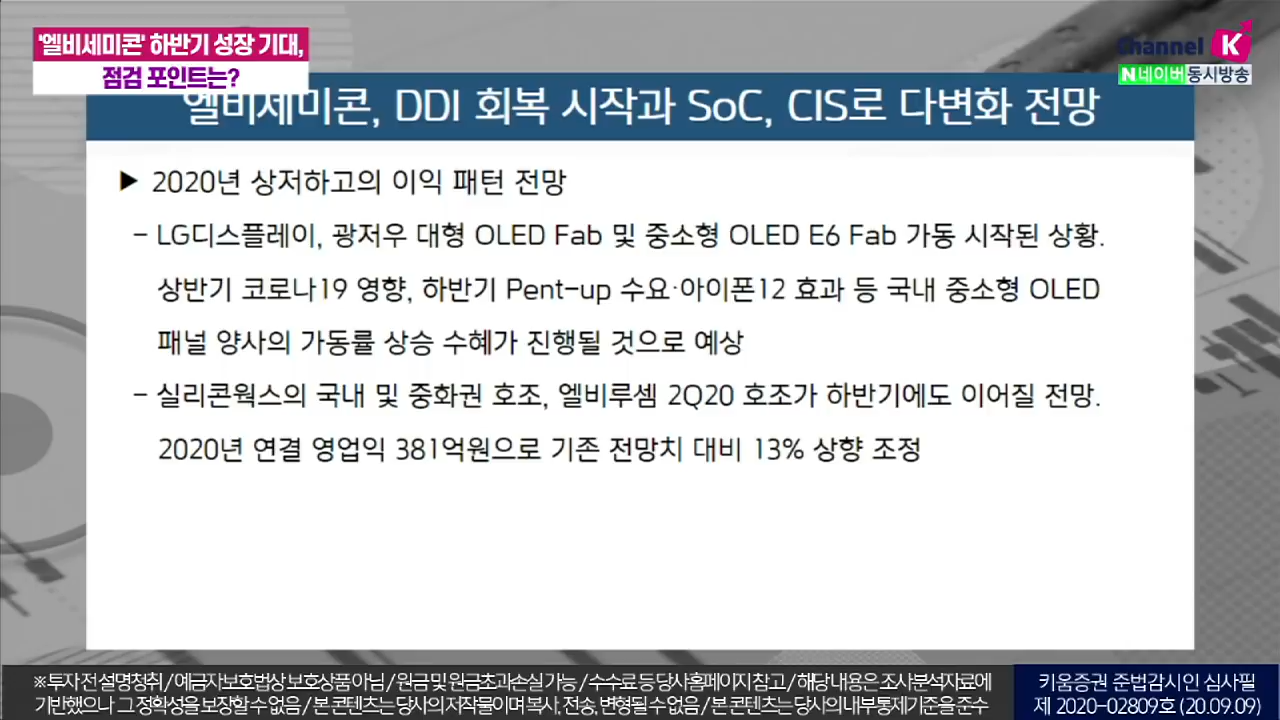 '엘비세미콘' 하반기 성장 기대,
점검 포인트는?
Channel K
N 네이버 동시방송
엘비세미콘, DDI 회복 시작과 SoC, CIS로 다변화 전망
▶ 2020년 상저하고의 이익 패턴 전망
- LG디스플레이, 광저우 대형 OLED Fab 및 중소형 OLED E6 Fab 가동 시작된 상황.
상반기 코로나19 영향, 하반기 Pent-up 수요·아이폰12 효과 등 국내 중소형 OLED
패널 양사의 가동률 상승 수혜가 진행될 것으로 예상
- 실리콘웍스의 국내 및 중화권 호조, 엘비루셈 2Q20 호조가 하반기에도 이어질 전망.
2020년 연결 영업익 381억원으로 기존 전망치 대비 13% 상향 조정
※ 투자 전 설명청취 / 예금자보호법상 보호상품 아님 / 원금 및 원금초과손실 가능 / 수수료 등 당사홈페이지 참고 / 해당 내용은 조사분석자료에
기반했으나 그 정확성을 보장할 수 없음 / 본 콘텐츠는 당사의 저작물이며 복사, 전송, 변형될 수 없음 / 본 콘텐츠는 당사의 내부통제기준을 준수
키움증권 준법감시인 심사필
제 2020-02809호 (20.09.09)